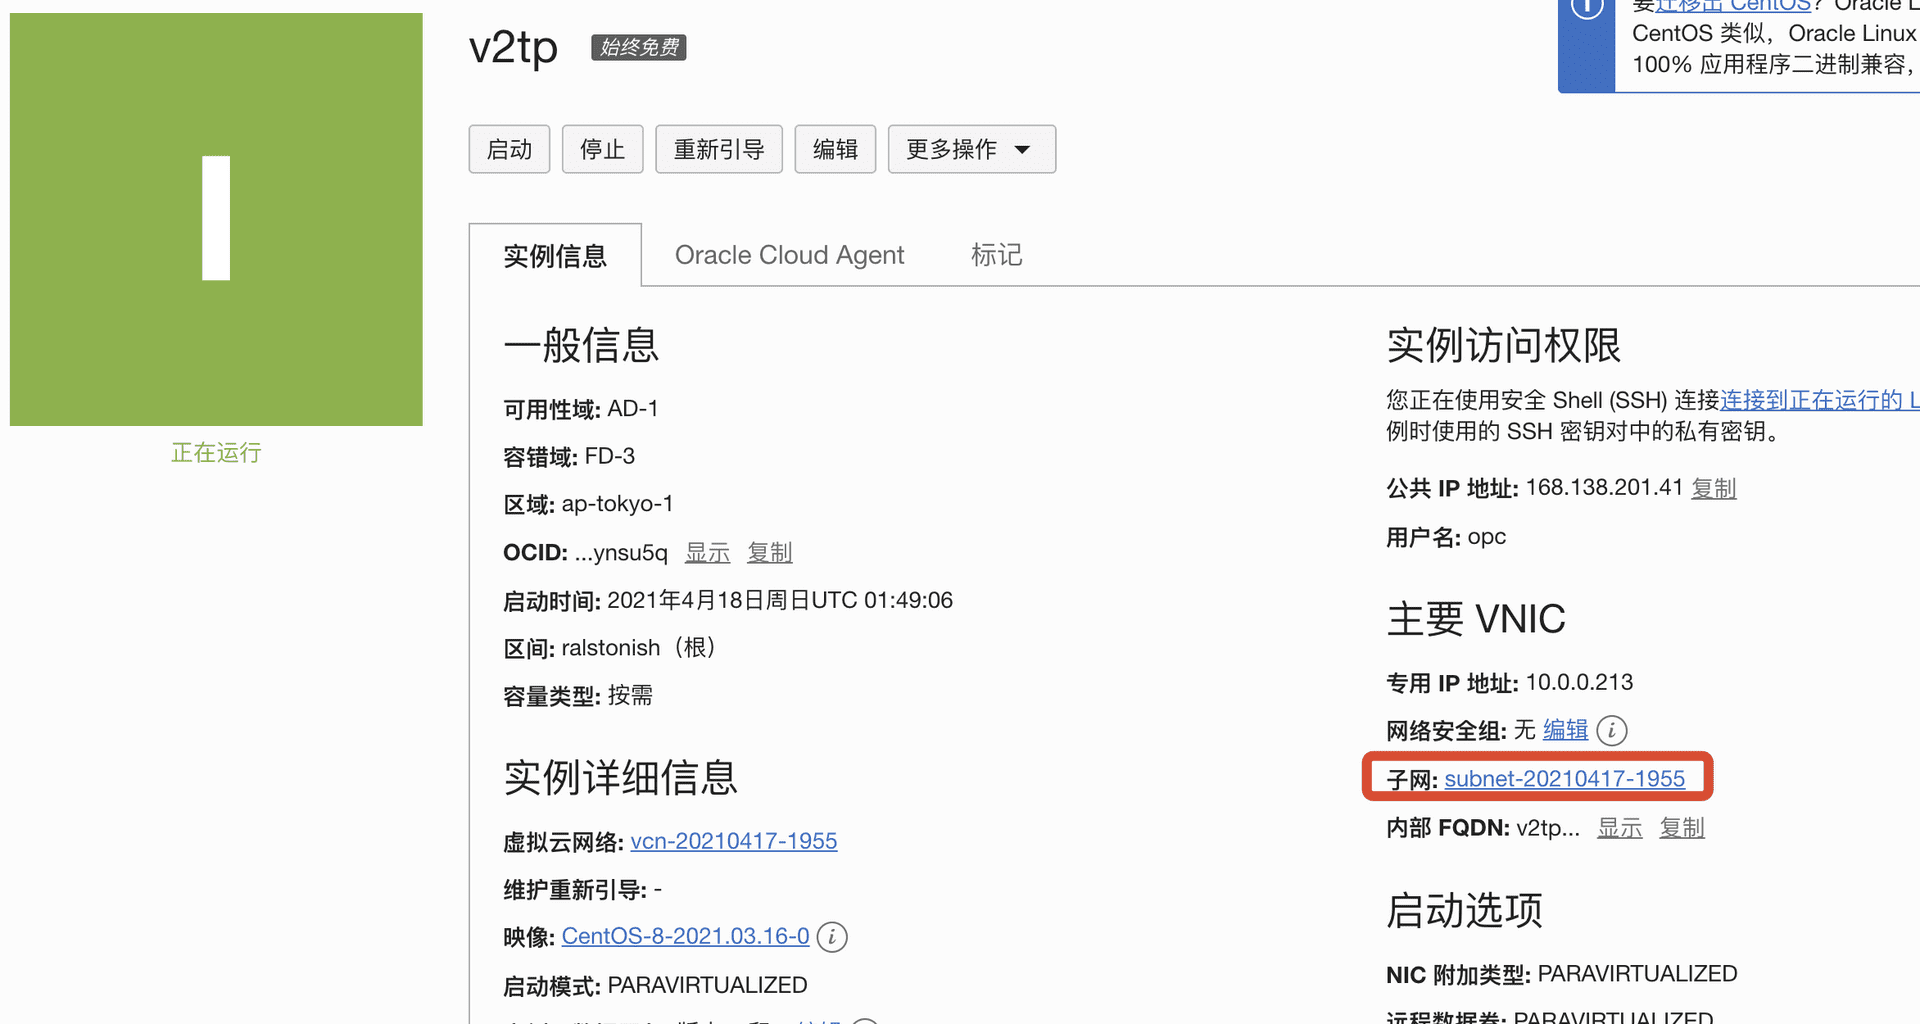 v2tp 始终免费
要迁移出 CentOS? Oracle L
CentOS 类似，Oracle Linux
100% 应用程序二进制兼容，
启动 停止 重新引导 编辑 更多操作
正在运行
实例信息 Oracle Cloud Agent 标记
一般信息
可用性域: AD-1
容错域: FD-3
区域: ap-tokyo-1
OCID: ...ynsu5q 显示 复制
启动时间: 2021年4月18日周日UTC 01:49:06
区间: ralstonish（根）
容量类型: 按需
实例详细信息
虚拟云网络: vcn-20210417-1955
维护重新引导: -
映像: CentOS-8-2021.03.16-0
启动模式: PARAVIRTUALIZED
实例访问权限
您正在使用安全 Shell (SSH) 连接连接到正在运行的 L
例时使用的 SSH 密钥对中的私有密钥。
公共 IP 地址: 168.138.201.41 复制
用户名: opc
主要 VNIC
专用 IP 地址: 10.0.0.213
网络安全组: 无 编辑
子网: subnet-20210417-1955
内部 FQDN: v2tp... 显示 复制
启动选项
NIC 附加类型: PARAVIRTUALIZED
远程数据卷: PARAVIRTUALIZED